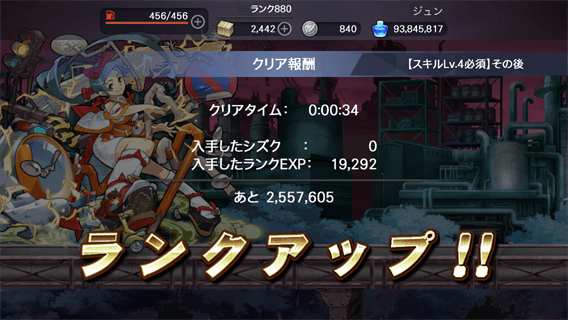 ランク880
ジュン
456/456
2,442
840
93,845,817
クリア報酬
【スキルLv.4必須】その後
クリアタイム： 0:00:34
入手したシズク ： 0
入手したランクEXP： 19,292
あと 2,557,605
ランクアップ!!